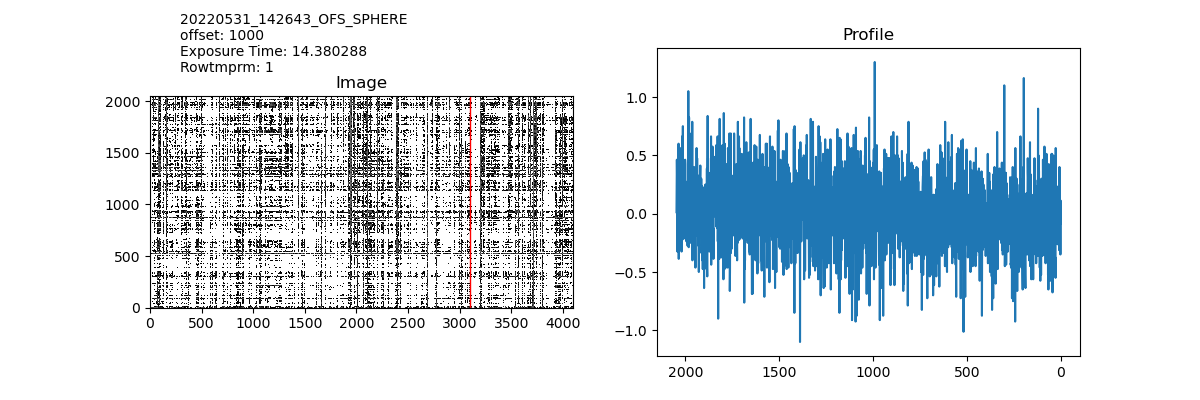 20220531_142643_OFS_SPHERE
offset: 1000
Exposure Time: 14.380288
Rowtmprm: 1
Image
2000
1500
1000
500
0
0 500 1000 1500 2000 2500 3000 3500 4000
Profile
1.0
0.5
0.0
−0.5
−1.0
2000 1500 1000 500 0